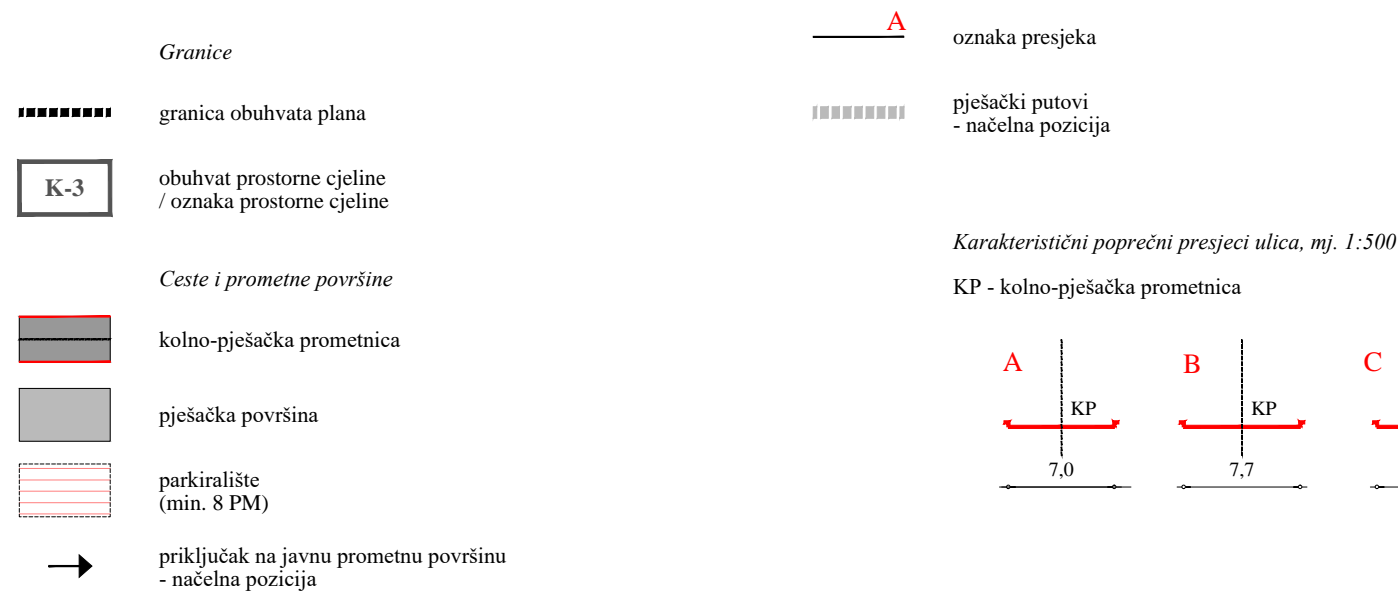 Granice
granica obuhvata plana
K-3
obuhvat prostorne cjeline
/ oznaka prostorne cjeline
Ceste i prometne površine
kolno-pješačka prometnica
pješačka površina
parkiralište
(min. 8 PM)
priključak na javnu prometnu površinu
- načelna pozicija
A
oznaka presjeka
pješački putovi
- načelna pozicija
Karakteristični poprečni presjeci ulica, mj. 1:500
KP - kolno-pješačka prometnica
A B C
KP KP
7,0 7,7